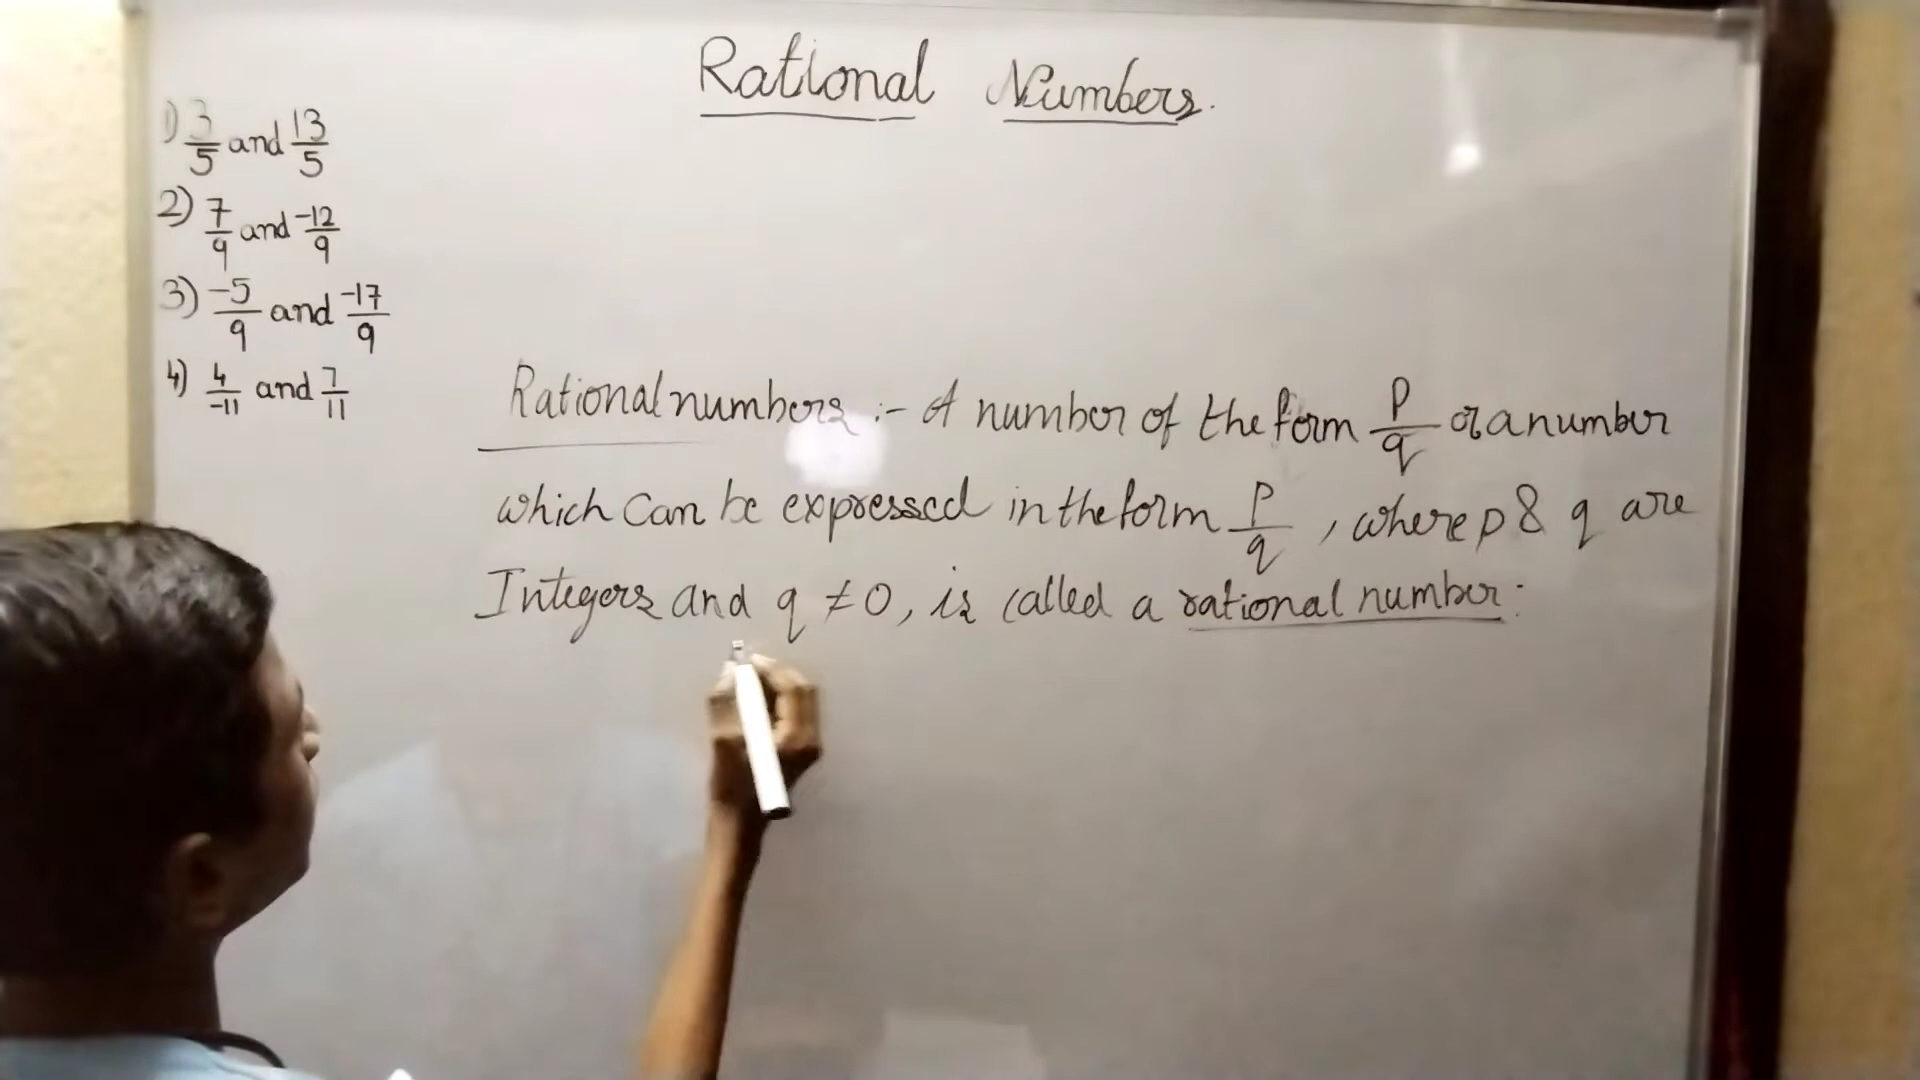 Rational Numbers.
1) 3/5 and 13/5
2) 7/9 and -12/9
3) -5/9 and -17/9
4) 4/-11 and 7/11
Rational numbers :- A number of the form p/q or a number
which can be expressed in the form p/q , where p & q are
Integers and q ≠ 0, is called a rational number.